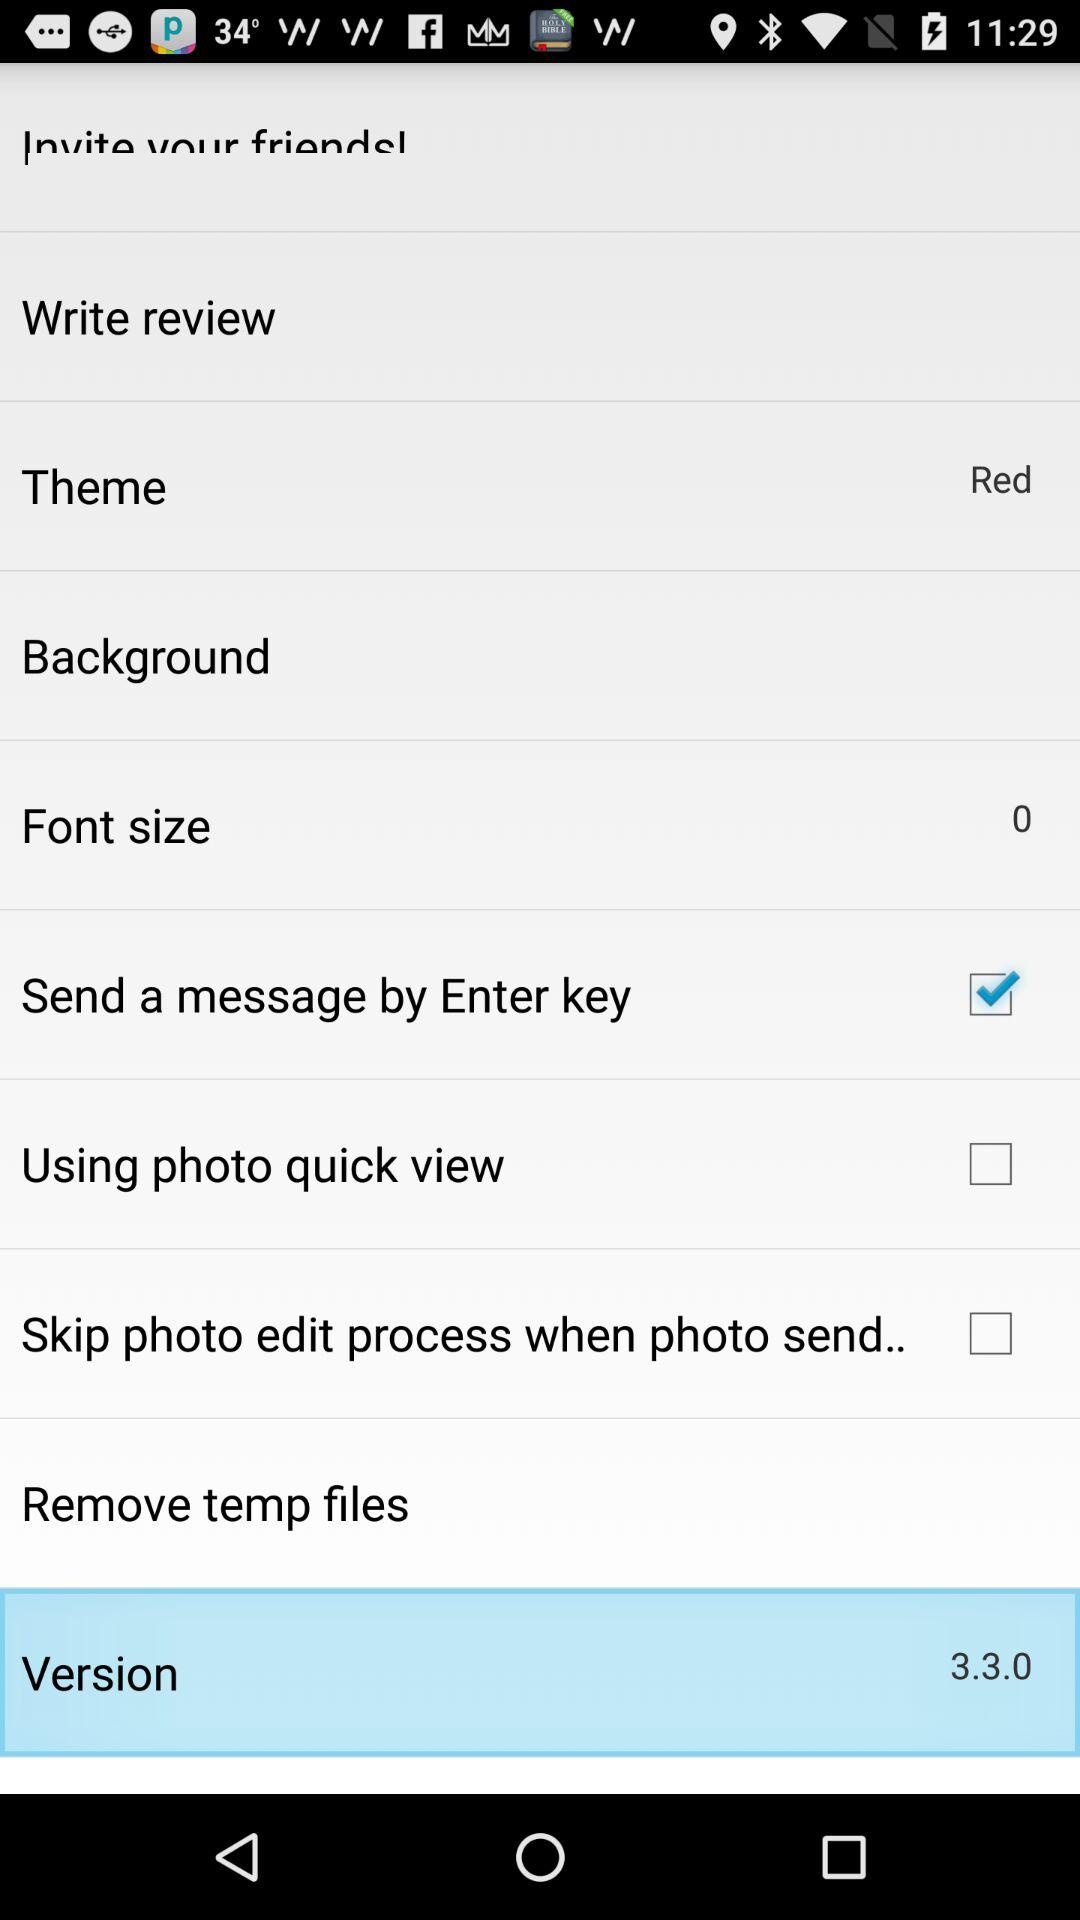 34° 11:29
Invite your friends!
Write review
Theme Red
Background
Font size 0
Send a message by Enter key
Using photo quick view
Skip photo edit process when photo send..
Remove temp files
Version 3.3.0